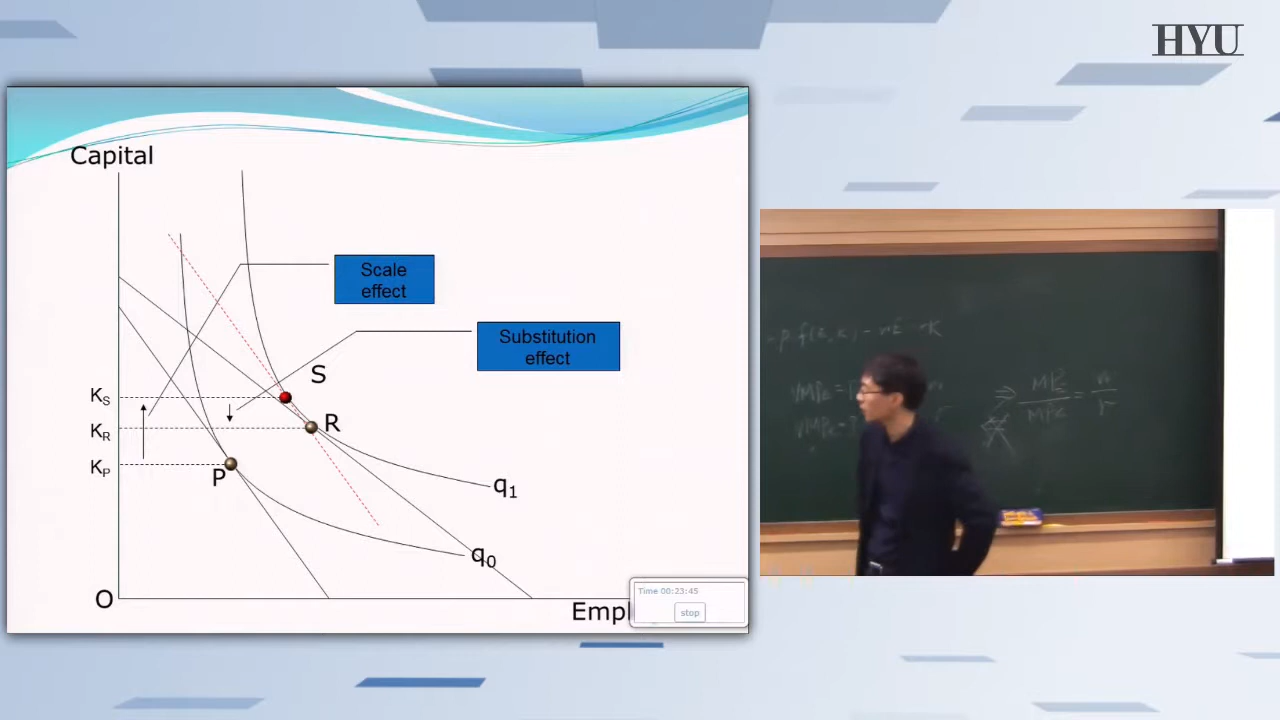 HYU
Capital
Scale
effect
Substitution
effect
S
K_S
K_R
R
K_P
P
q_1
q_0
O
Empl
Time 00:23:45
stop